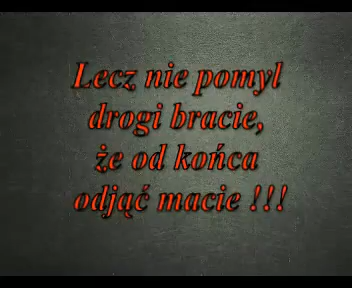 Lecz nie pomyl
drogi bracie,
że od końca
odjąć macie !!!